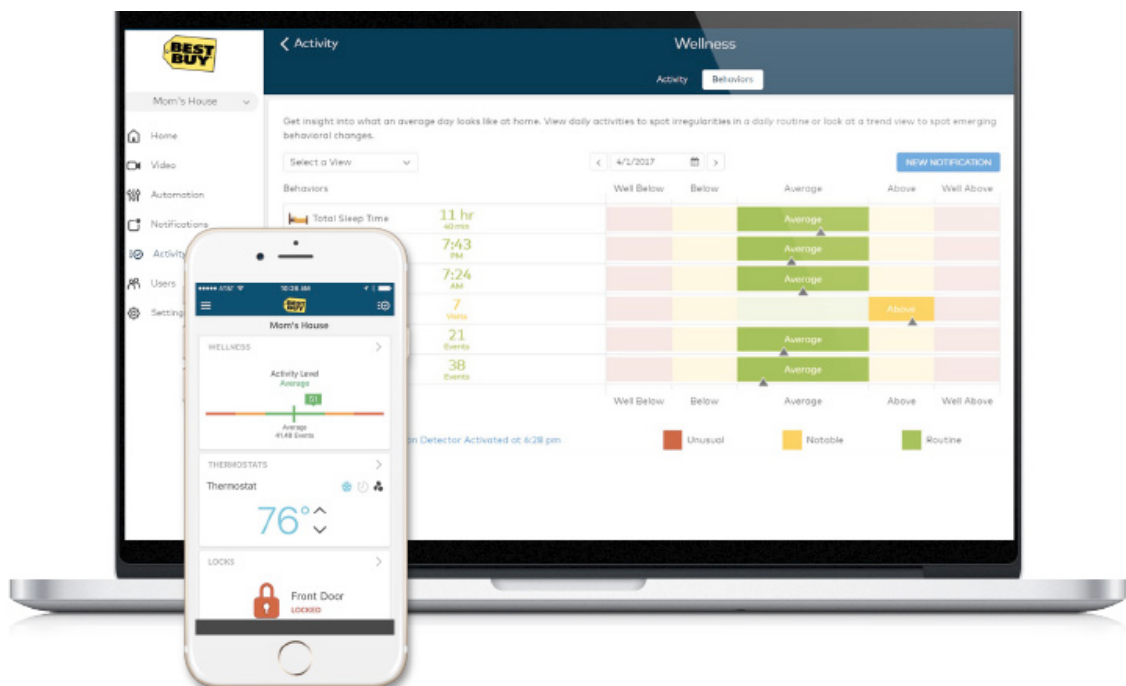 BEST
BUY
Mom's House
Home
Video
Automation
Notifications
Activity
Users
Setting
Activity
Wellness
Activity
Behaviors
Get insight into what an average day looks like at home. View daily activities to spot irregularities in a daily routine or look at a trend view to spot emerging
behavioral changes.
Select a View
4/1/2017
NEW NOTIFICATION
Behaviors
Well Below
Below
Average
Above
Well Above
Total Sleep Time
11 hr
40 min
Average
7:43
PM
Average
7:24
AM
Average
7
Visits
Above
21
Events
Average
38
Events
Average
Well Below
Below
Average
Above
Well Above
on Detector Activated at 6:28 pm
Unusual
Notable
Routine
AT&T
10:28 AM
BEST
BUY
Mom's House
WELLNESS
Activity Level
Average
51
Average
41.48 Events
THERMOSTATS
Thermostat
76°
LOCKS
Front Door
LOCKED